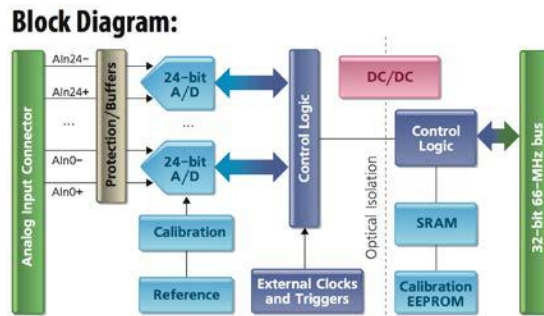 Block Diagram:
Analog Input Connector
AIn24−
AIn24+
...
AIn0−
AIn0+
Protection/Buffers
24-bit
A/D
...
24-bit
A/D
Calibration
Reference
Control Logic
External Clocks
and Triggers
DC/DC
Optical Isolation
Control
Logic
SRAM
Calibration
EEPROM
32-bit 66-MHz bus